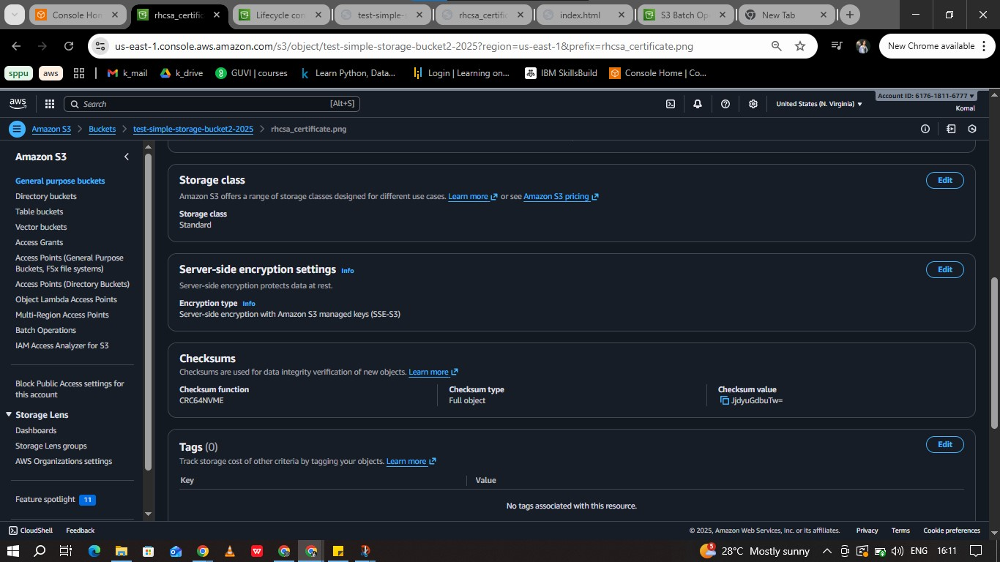 Console Hom
rhcsa_certific
Lifecycle con
test-simple-s
rhcsa_certific
index.html
S3 Batch Op
New Tab
us-east-1.console.aws.amazon.com/s3/object/test-simple-storage-bucket2-2025?region=us-east-1&prefix=rhcsa_certificate.png
New Chrome available
sppu
aws
k_mail
k_drive
GUVI | courses
Learn Python, Data...
Login | Learning on...
IBM SkillsBuild
Console Home | Co...
aws
Search
[Alt+S]
United States (N. Virginia)
Account ID: 6176-1811-6777
Komal
Amazon S3
Buckets
test-simple-storage-bucket2-2025
rhcsa_certificate.png
Amazon S3
General purpose buckets
Directory buckets
Table buckets
Vector buckets
Access Grants
Access Points (General Purpose
Buckets, FSx file systems)
Access Points (Directory Buckets)
Object Lambda Access Points
Multi-Region Access Points
Batch Operations
IAM Access Analyzer for S3
Block Public Access settings for
this account
Storage Lens
Dashboards
Storage Lens groups
AWS Organizations settings
Feature spotlight 11
Storage class
Edit
Amazon S3 offers a range of storage classes designed for different use cases. Learn more or see Amazon S3 pricing
Storage class
Standard
Server-side encryption settings Info
Edit
Server-side encryption protects data at rest.
Encryption type Info
Server-side encryption with Amazon S3 managed keys (SSE-S3)
Checksums
Checksums are used for data integrity verification of new objects. Learn more
Checksum function
CRC64NVME
Checksum type
Full object
Checksum value
JjdyuGdbuTw=
Tags (0)
Edit
Track storage cost of other criteria by tagging your objects. Learn more
Key
Value
No tags associated with this resource.
CloudShell
Feedback
© 2025, Amazon Web Services, Inc. or its affiliates.
Privacy
Terms
Cookie preferences
5
28°C Mostly sunny
ENG
16:11